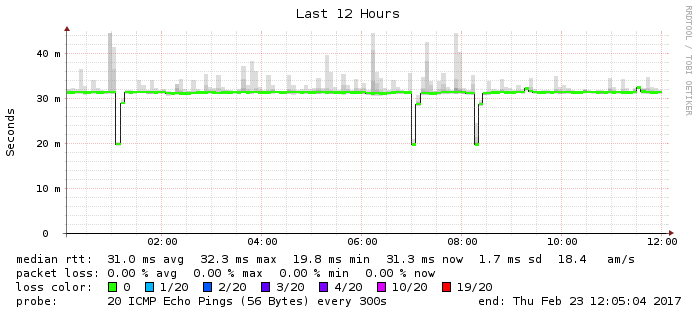 Last 12 Hours
RRDTOOL / TOBI OETIKER
Seconds
40 m
30 m
20 m
10 m
0
02:00 04:00 06:00 08:00 10:00 12:00
median rtt: 31.0 ms avg 32.3 ms max 19.8 ms min 31.3 ms now 1.7 ms sd 18.4 am/s
packet loss: 0.00 % avg 0.00 % max 0.00 % min 0.00 % now
loss color: 0 1/20 2/20 3/20 4/20 10/20 19/20
probe: 20 ICMP Echo Pings (56 Bytes) every 300s end: Thu Feb 23 12:05:04 2017